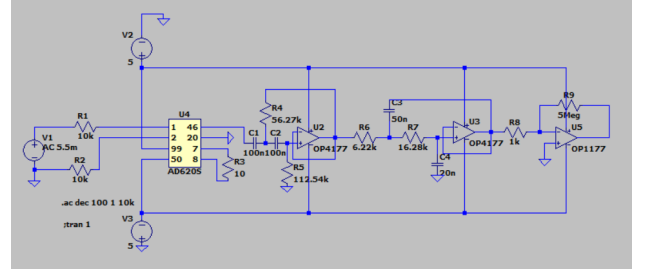 V2
5
R1
10k
V1
AC 5.5m
R2
10k
U4
1 46
2 20
99 7
50 8
AD620S
R3
10
R4
56.27k
C1
100n
C2
100n
R5
112.54k
U2
OP4177
R6
6.22k
C3
50n
R7
16.28k
C4
20n
U3
OP4177
R8
1k
R9
5Meg
U5
OP1177
.ac dec 100 1 10k
;tran 1
V3
5